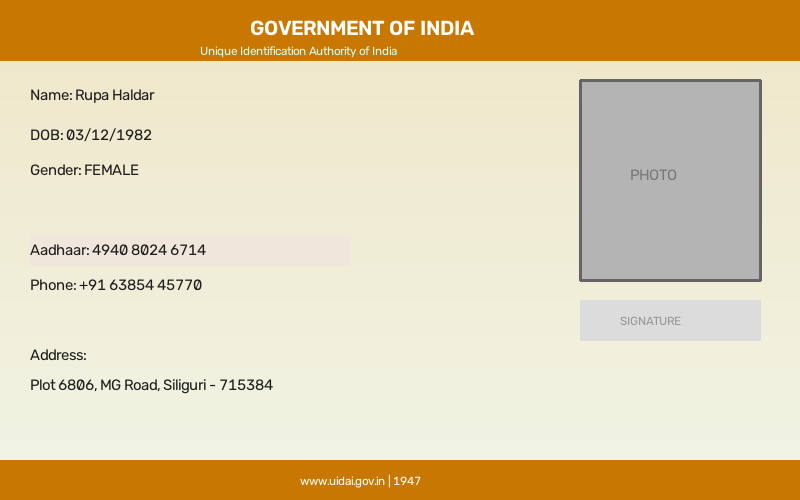 GOVERNMENT OF INDIA
Unique Identification Authority of India
Name: Rupa Haldar
DOB: 03/12/1982
Gender: FEMALE
PHOTO
Aadhaar: 4940 8024 6714
Phone: +91 63854 45770
SIGNATURE
Address:
Plot 6806, MG Road, Siliguri - 715384
www.uidai.gov.in | 1947